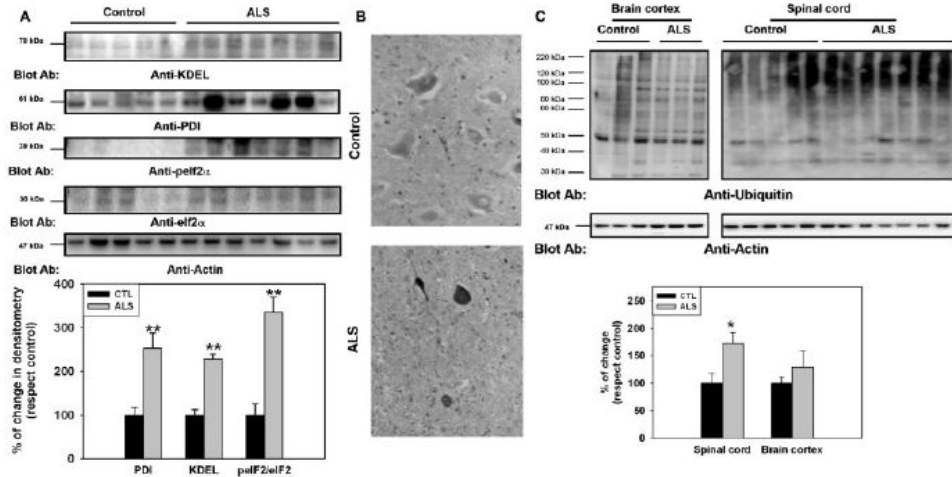 A
Control
ALS
70 kDa
Blot Ab:
Anti-KDEL
61 kDa
Blot Ab:
Anti-PDI
Blot Ab:
Anti-peIf2α
Blot Ab:
Anti-eIf2α
47 kDa
Blot Ab:
Anti-Actin
% of change in densitometry
(respect control)
400
300
200
100
0
CTL
ALS
**
**
**
PDI
KDEL
peIF2/eIF2
B
Control
ALS
C
Brain cortex
Spinal cord
Control
ALS
Control
ALS
220 kDa
120 kDa
100 kDa
80 kDa
60 kDa
50 kDa
40 kDa
30 kDa
Blot Ab:
Anti-Ubiquitin
47 kDa
Blot Ab:
Anti-Actin
% of change
(respect control)
250
200
150
100
50
0
CTL
ALS
*
Spinal cord
Brain cortex